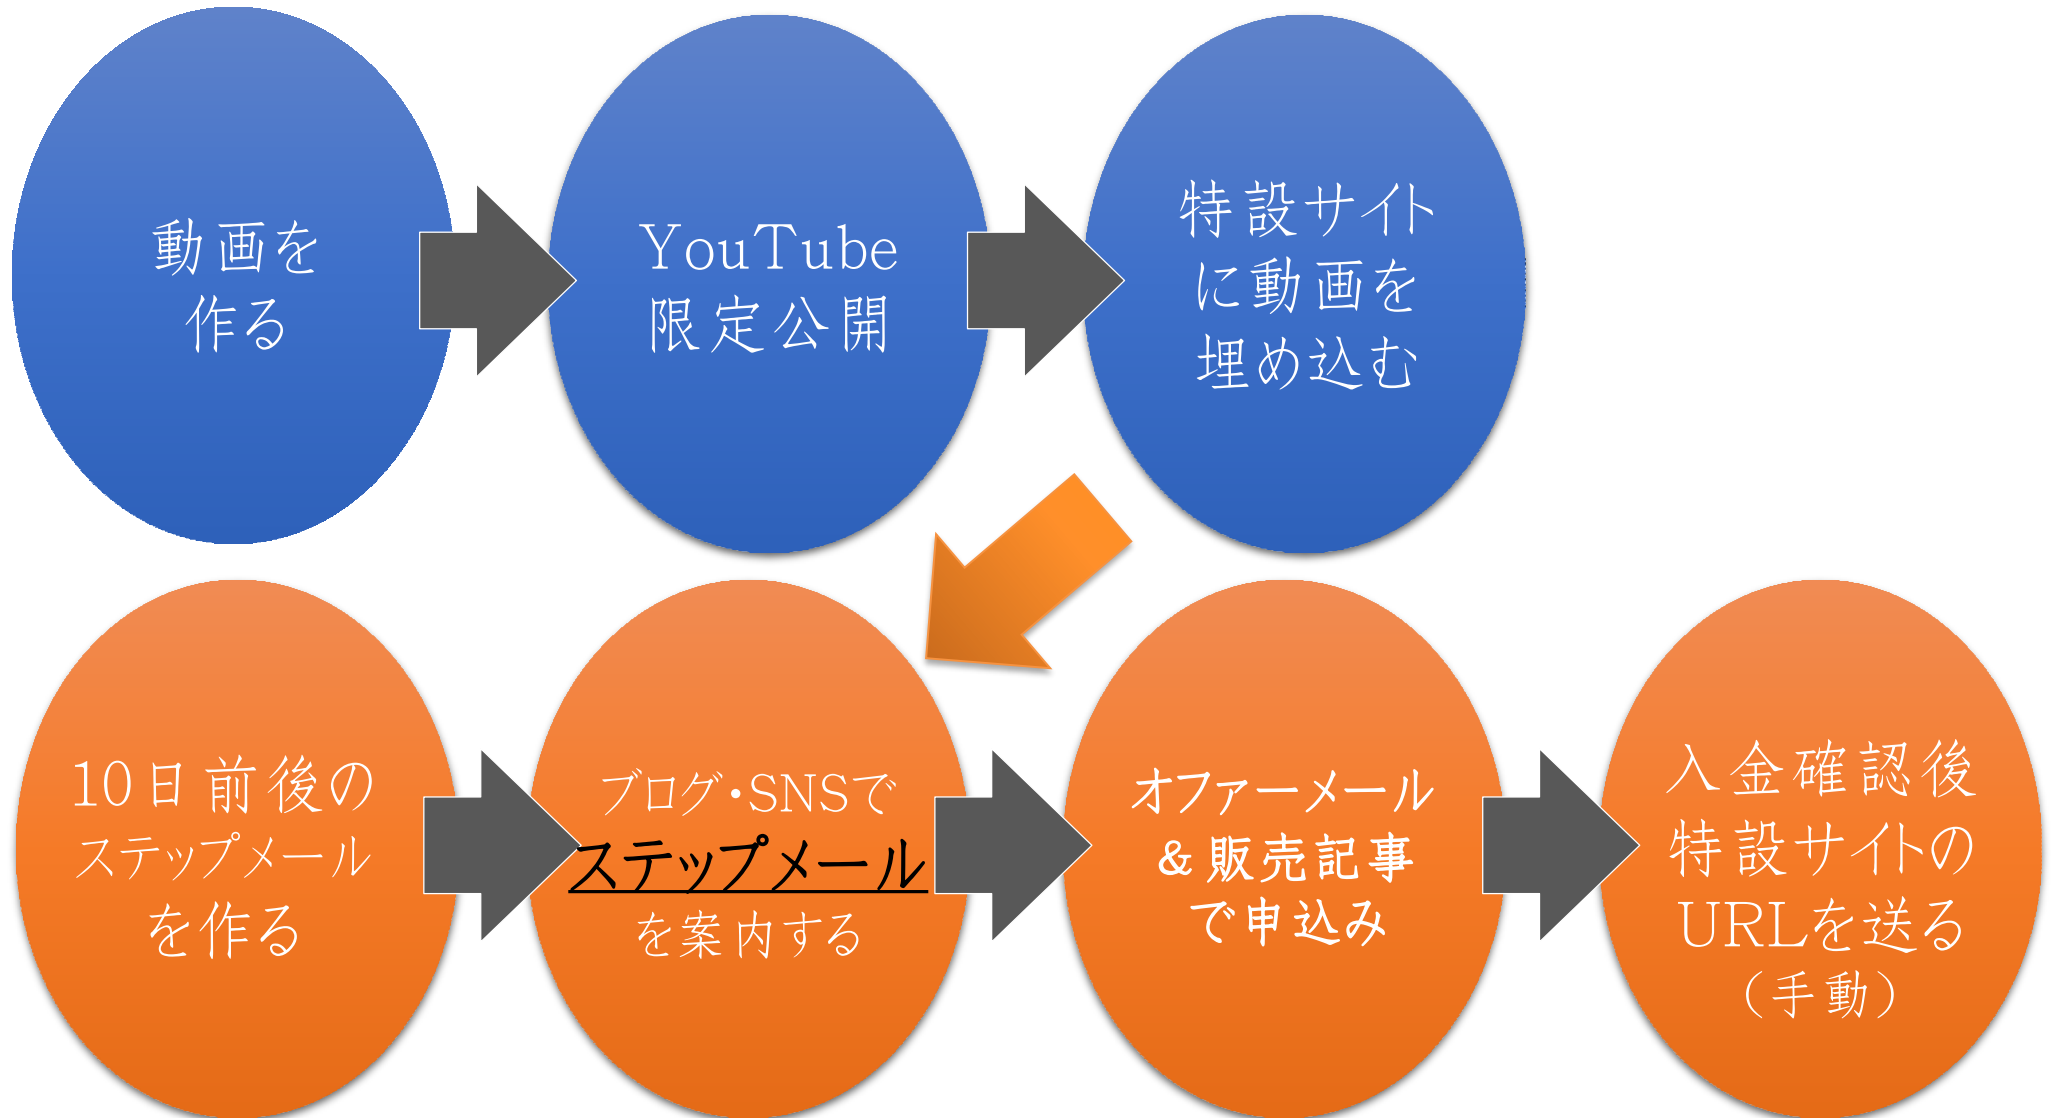 動画を
作る
YouTube
限定公開
特設サイト
に動画を
埋め込む
10日前後の
ステップメール
を作る
ブログ・SNSで
ステップメール
を案内する
オファーメール
&販売記事
で申込み
入金確認後
特設サイトの
URLを送る
(手動)